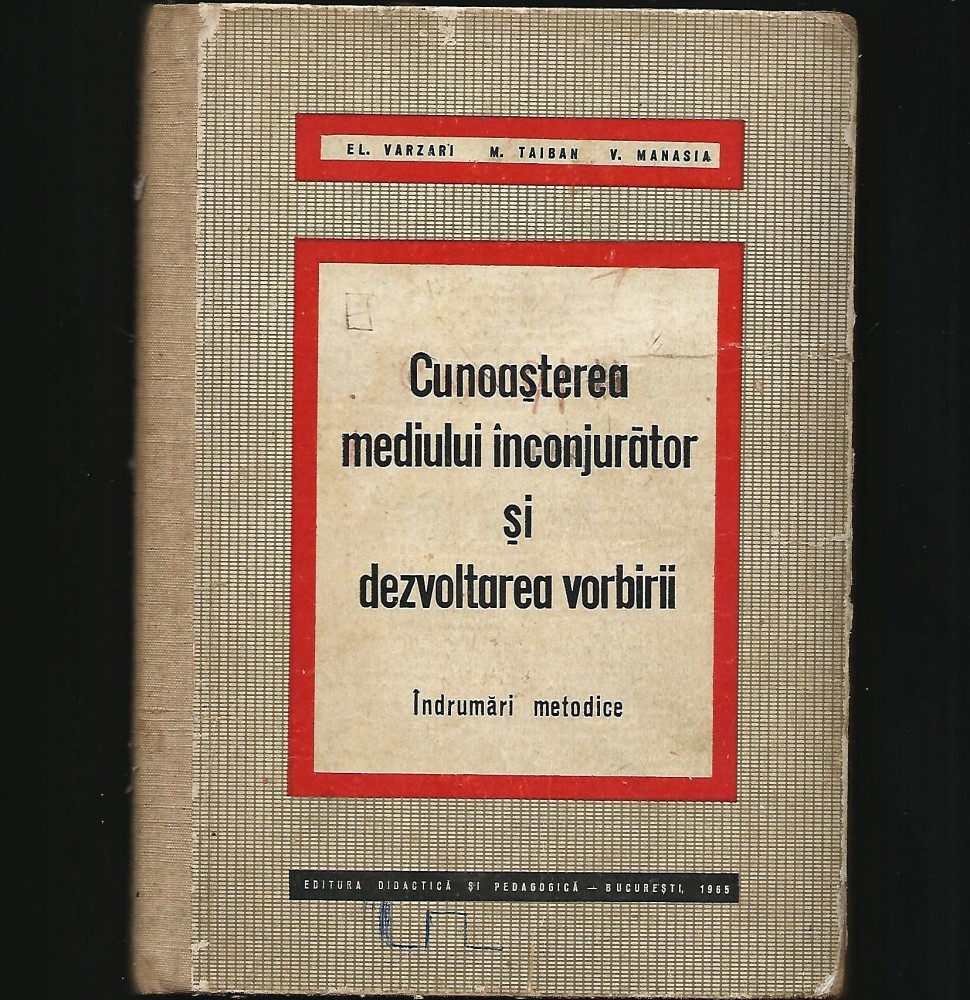 EL. VARZARI M. TAIBAN V. MANASIA
Cunoașterea
mediului înconjurător
și
dezvoltarea vorbirii
Îndrumări metodice
EDITURA DIDACTICĂ ȘI PEDAGOGICĂ — BUCUREȘTI, 1965